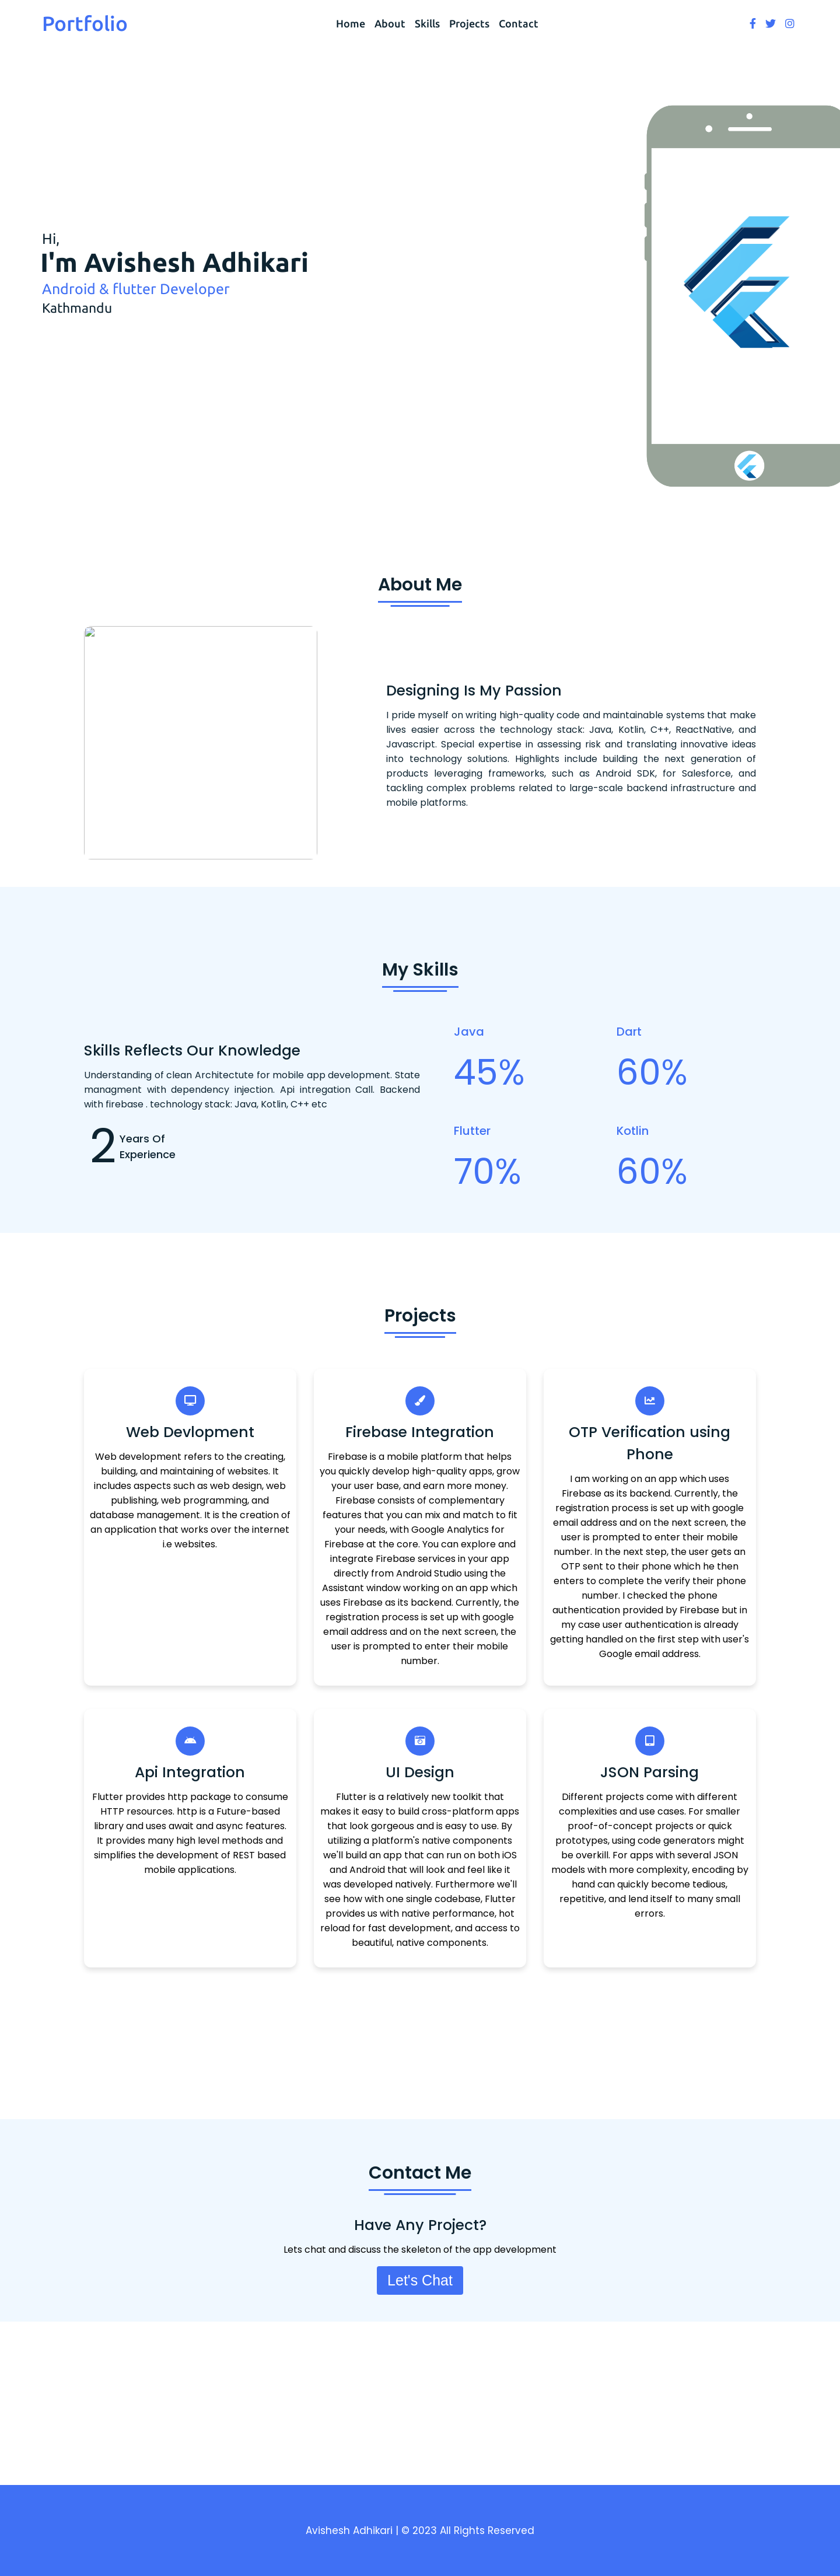 Portfolio
Home About Skills Projects Contact
Hi,
I'm Avishesh Adhikari
Android & flutter Developer
Kathmandu
About Me
Designing Is My Passion
I pride myself on writing high-quality code and maintainable systems that make
lives easier across the technology stack: Java, Kotlin, C++, ReactNative, and
Javascript. Special expertise in assessing risk and translating innovative ideas
into technology solutions. Highlights include building the next generation of
products leveraging frameworks, such as Android SDK, for Salesforce, and
tackling complex problems related to large-scale backend infrastructure and
mobile platforms.
My Skills
Skills Reflects Our Knowledge
Understanding of clean Architectute for mobile app development. State
managment with dependency injection. Api intregation Call. Backend
with firebase . technology stack: Java, Kotlin, C++ etc
2 Years Of
Experience
Java
45%
Dart
60%
Flutter
70%
Kotlin
60%
Projects
Web Devlopment
Web development refers to the creating,
building, and maintaining of websites. It
includes aspects such as web design, web
publishing, web programming, and
database management. It is the creation of
an application that works over the internet
i.e websites.
Firebase Integration
Firebase is a mobile platform that helps
you quickly develop high-quality apps, grow
your user base, and earn more money.
Firebase consists of complementary
features that you can mix and match to fit
your needs, with Google Analytics for
Firebase at the core. You can explore and
integrate Firebase services in your app
directly from Android Studio using the
Assistant window working on an app which
uses Firebase as its backend. Currently, the
registration process is set up with google
email address and on the next screen, the
user is prompted to enter their mobile
number.
OTP Verification using
Phone
I am working on an app which uses
Firebase as its backend. Currently, the
registration process is set up with google
email address and on the next screen, the
user is prompted to enter their mobile
number. In the next step, the user gets an
OTP sent to their phone which he then
enters to complete the verify their phone
number. I checked the phone
authentication provided by Firebase but in
my case user authentication is already
getting handled on the first step with user's
Google email address.
Api Integration
Flutter provides http package to consume
HTTP resources. http is a Future-based
library and uses await and async features.
It provides many high level methods and
simplifies the development of REST based
mobile applications.
UI Design
Flutter is a relatively new toolkit that
makes it easy to build cross-platform apps
that look gorgeous and is easy to use. By
utilizing a platform's native components
we'll build an app that can run on both iOS
and Android that will look and feel like it
was developed natively. Furthermore we'll
see how with one single codebase, Flutter
provides us with native performance, hot
reload for fast development, and access to
beautiful, native components.
JSON Parsing
Different projects come with different
complexities and use cases. For smaller
proof-of-concept projects or quick
prototypes, using code generators might
be overkill. For apps with several JSON
models with more complexity, encoding by
hand can quickly become tedious,
repetitive, and lend itself to many small
errors.
Contact Me
Have Any Project?
Lets chat and discuss the skeleton of the app development
Let's Chat
Avishesh Adhikari | © 2023 All Rights Reserved